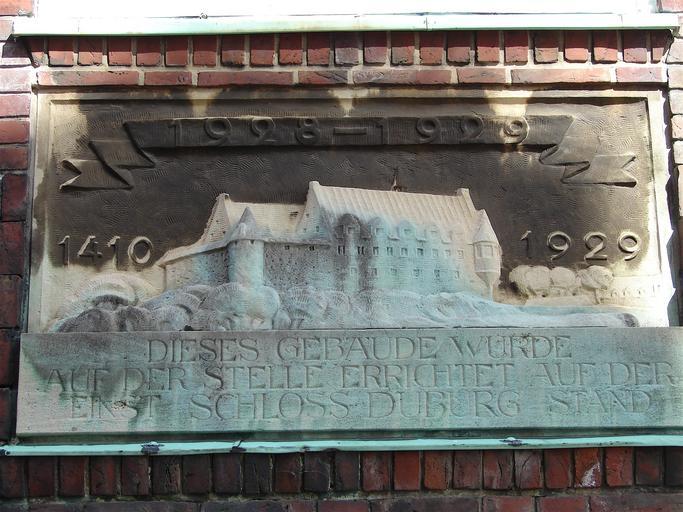 1928-1929
1410 1929
DIESES GEBÄUDE WURDE
AUF DER STELLE ERRICHTET AUF DER
EINST SCHLOSS DUBURG STAND